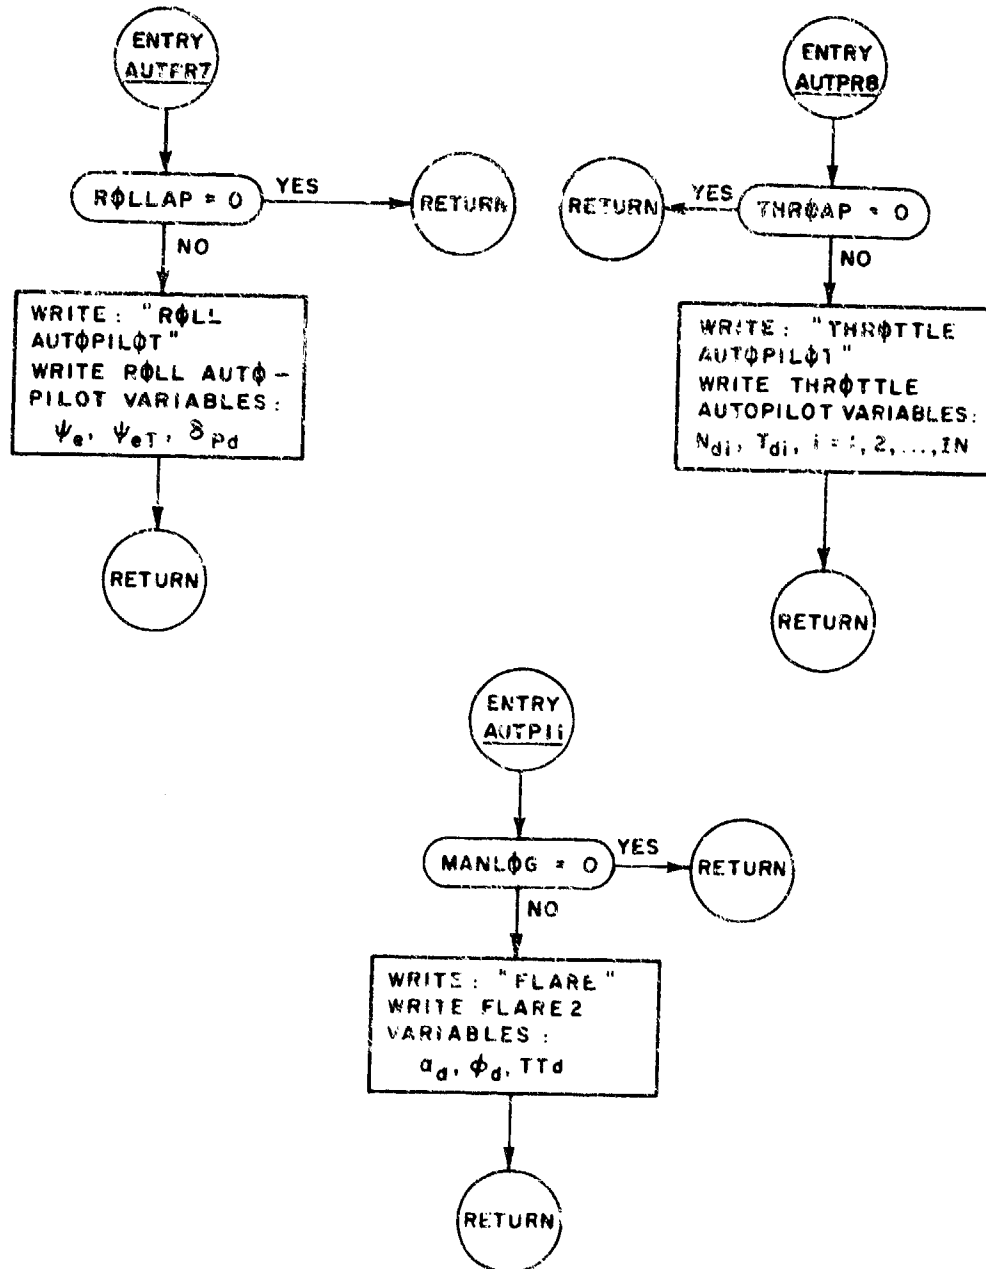 ENTRY
AUTPR7
RØLLAP = 0
YES
RETURN
NO
WRITE: "RØLL
AUTØPILØT"
WRITE RØLL AUTØ-
PILOT VARIABLES:
ψe, ψeT, δPd
RETURN
ENTRY
AUTPR8
THRØAP = 0
YES
RETURN
NO
WRITE: "THRØTTLE
AUTØPILØT"
WRITE THRØTTLE
AUTOPILOT VARIABLES:
Ndi, Tdi, i = 1, 2, ..., IN
RETURN
ENTRY
AUTP11
MANLØG = 0
YES
RETURN
NO
WRITE: "FLARE"
WRITE FLARE2
VARIABLES:
αd, ϕd, TTd
RETURN